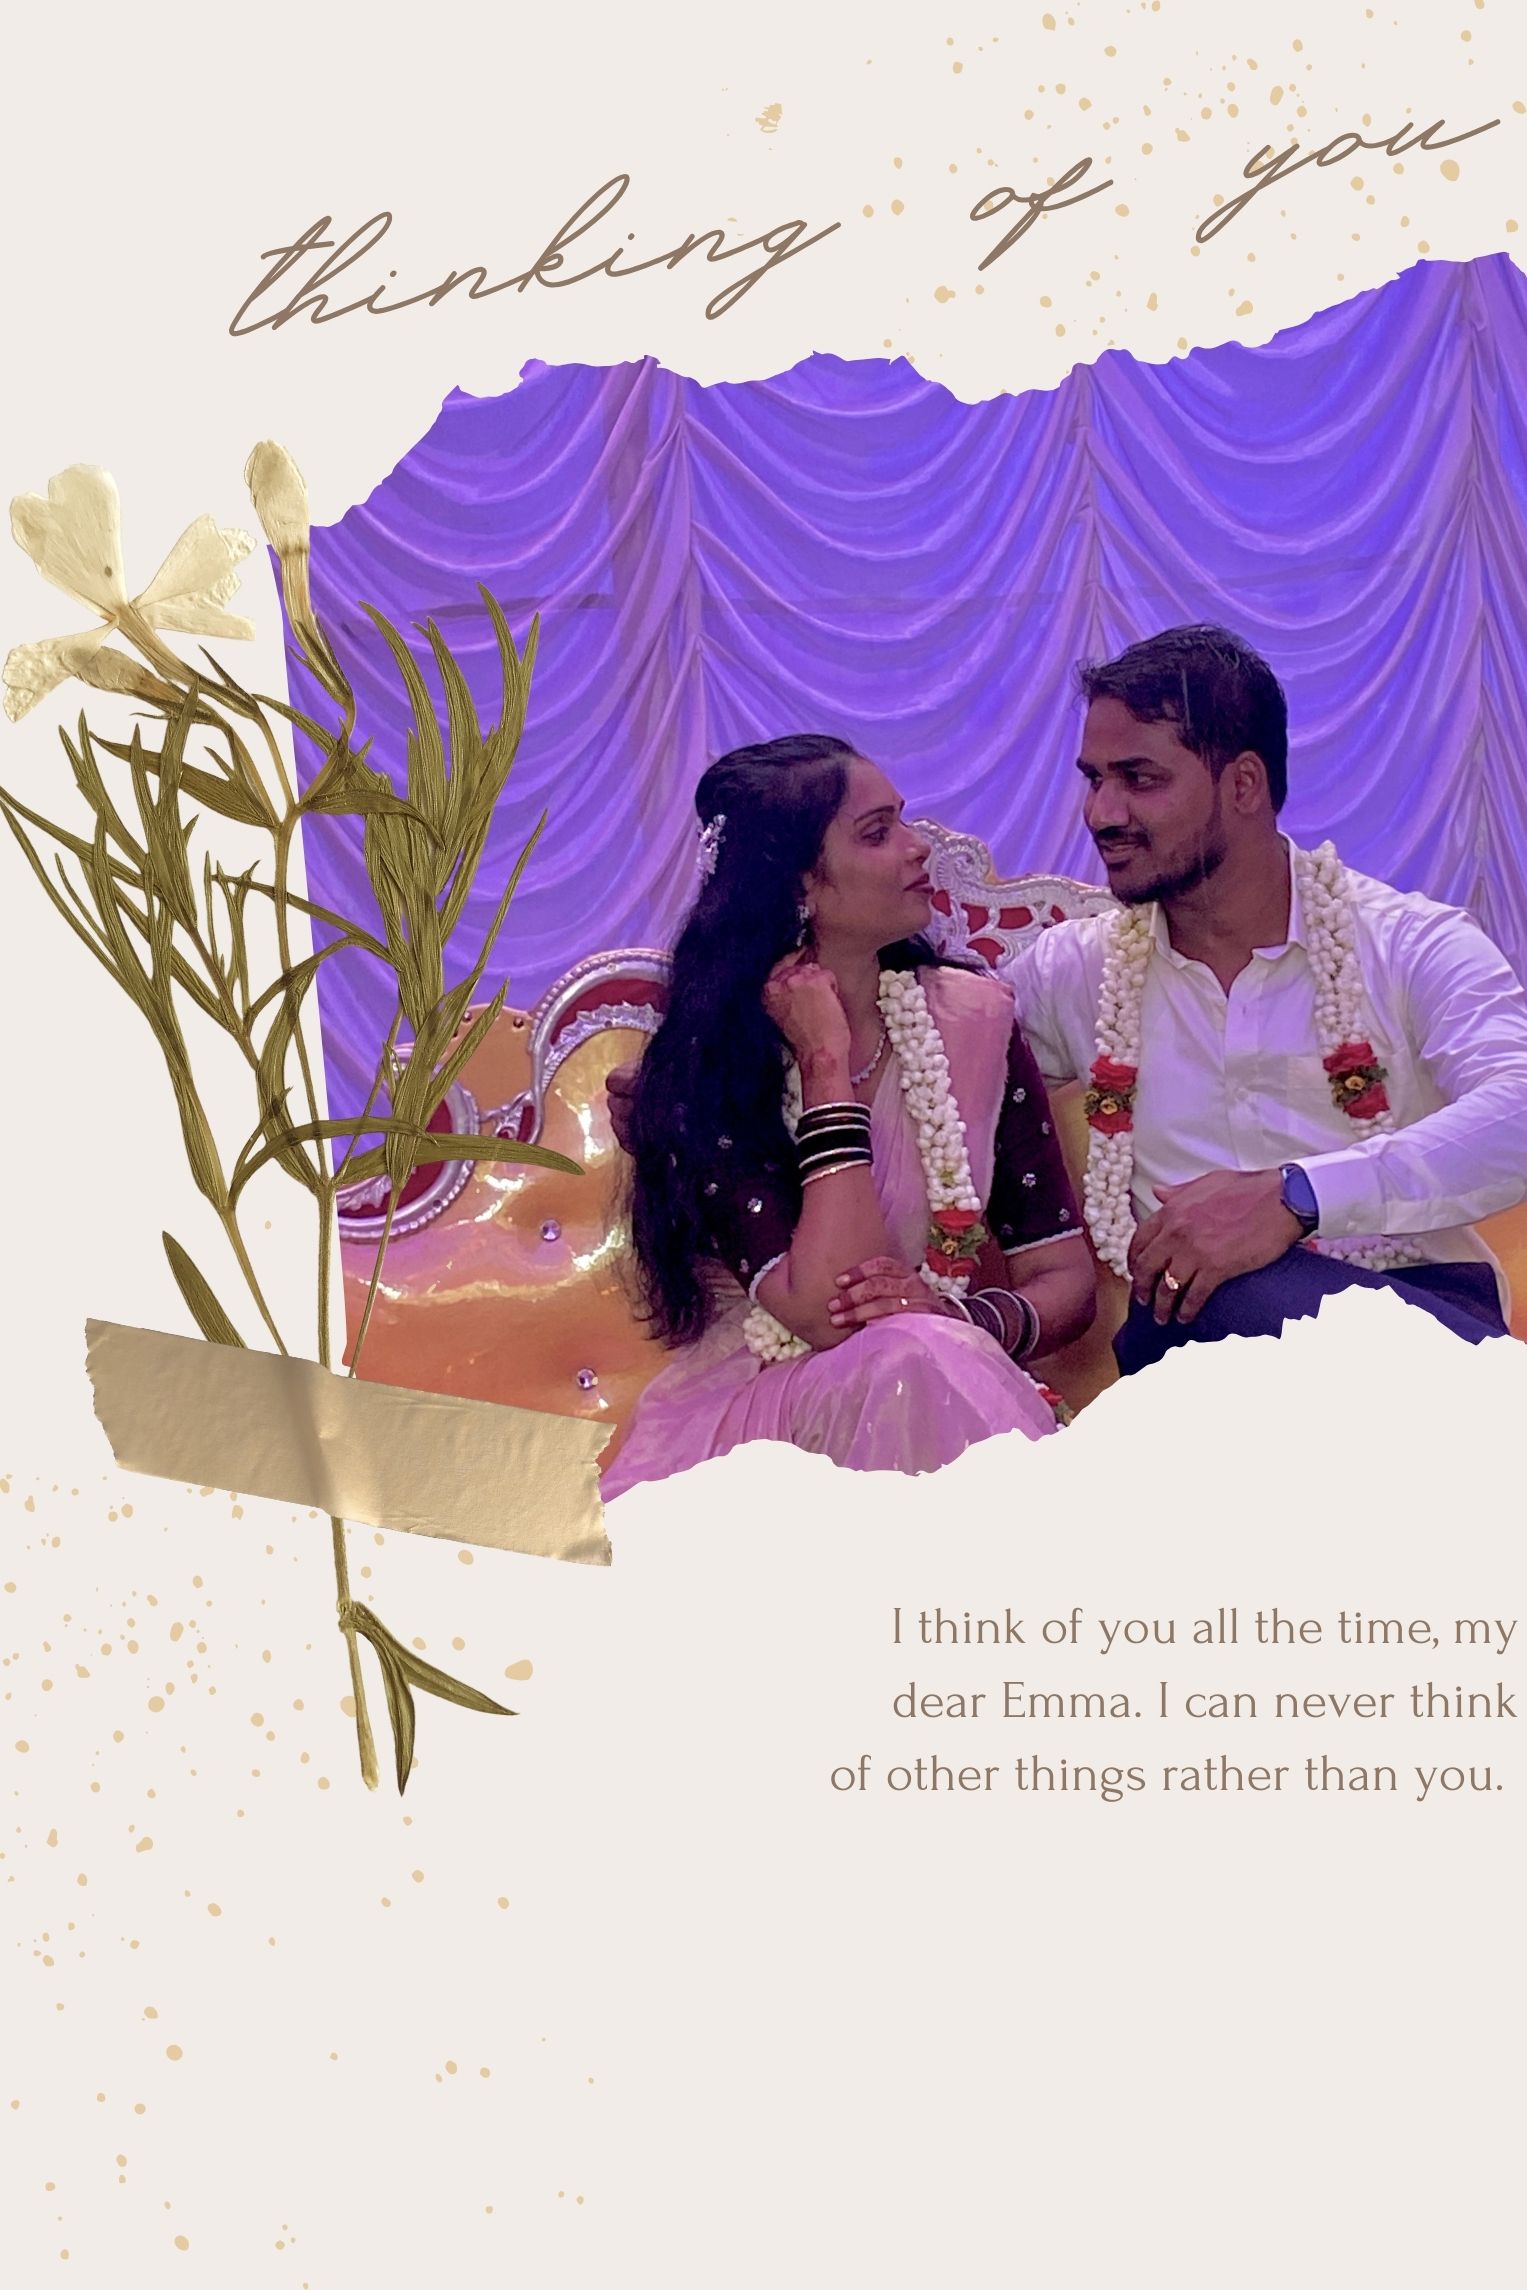 thinking of you
I think of you all the time, my
dear Emma. I can never think
of other things rather than you.